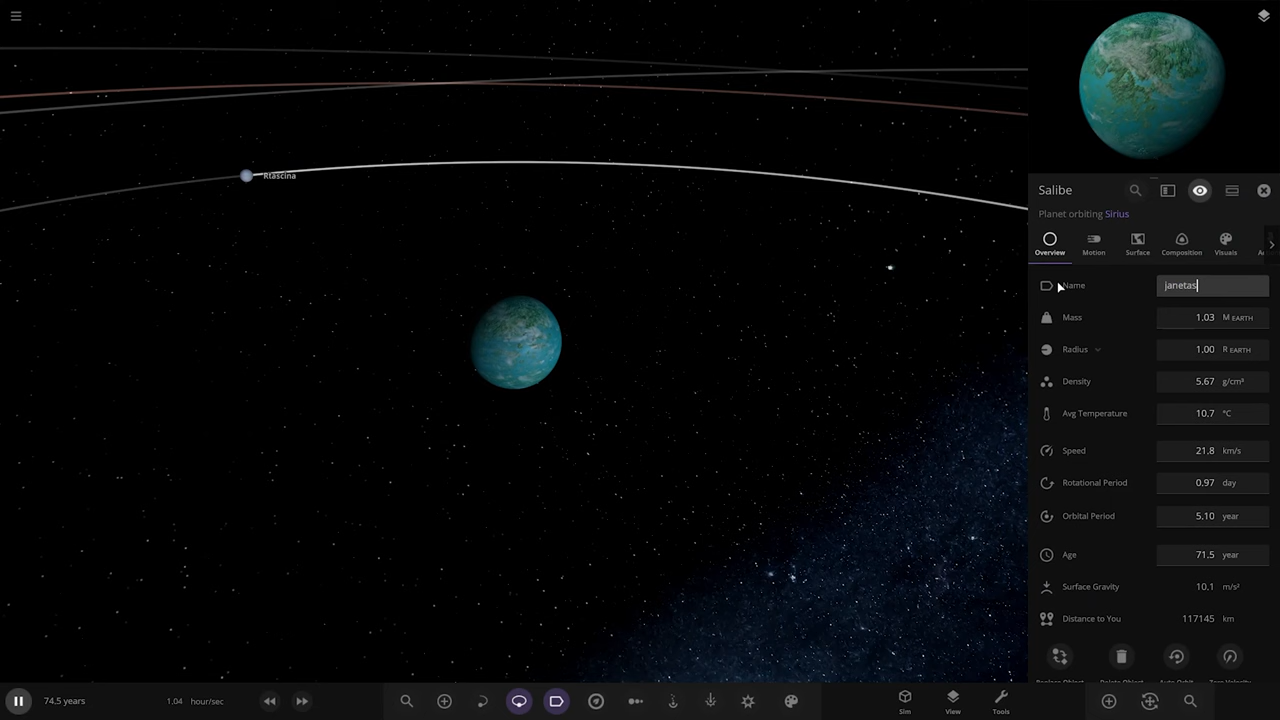 Rlascina
Salibe
Planet orbiting Sirius
Overview Motion Surface Composition Visuals
Name janetas
Mass 1.03 M EARTH
Radius 1.00 R EARTH
Density 5.67 g/cm³
Avg Temperature 10.7 °C
Speed 21.8 km/s
Rotational Period 0.97 day
Orbital Period 5.10 year
Age 71.5 year
Surface Gravity 10.1 m/s²
Distance to You 117145 km
74.5 years 1.04 hour/sec
Sim View Tools